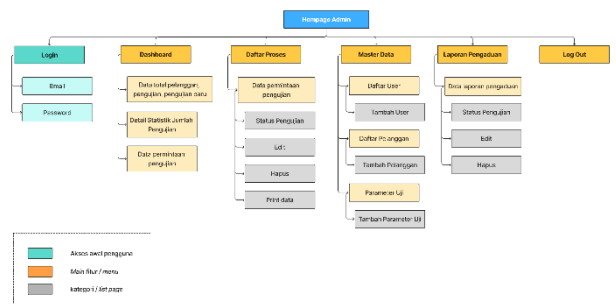 Hompage Admin
Login
Dashboard
Daftar Proses
Master Data
Laporan Pengaduan
Log Out
Email
Password
Data total pelanggan,
pengujian, pengujian baru
Detail Statistik Jumlah
Pengujian
Data permintaan
pengujian
Data permintaan
pengujian
Status Pengujian
Edit
Hapus
Print data
Daftar User
Tambah User
Daftar Pelanggan
Tambah Pelanggan
Parameter Uji
Tambah Parameter Uji
Data laporan pengaduan
Status Pengujian
Edit
Hapus
Akses awal pengguna
Main fitur / menu
kategori / list page